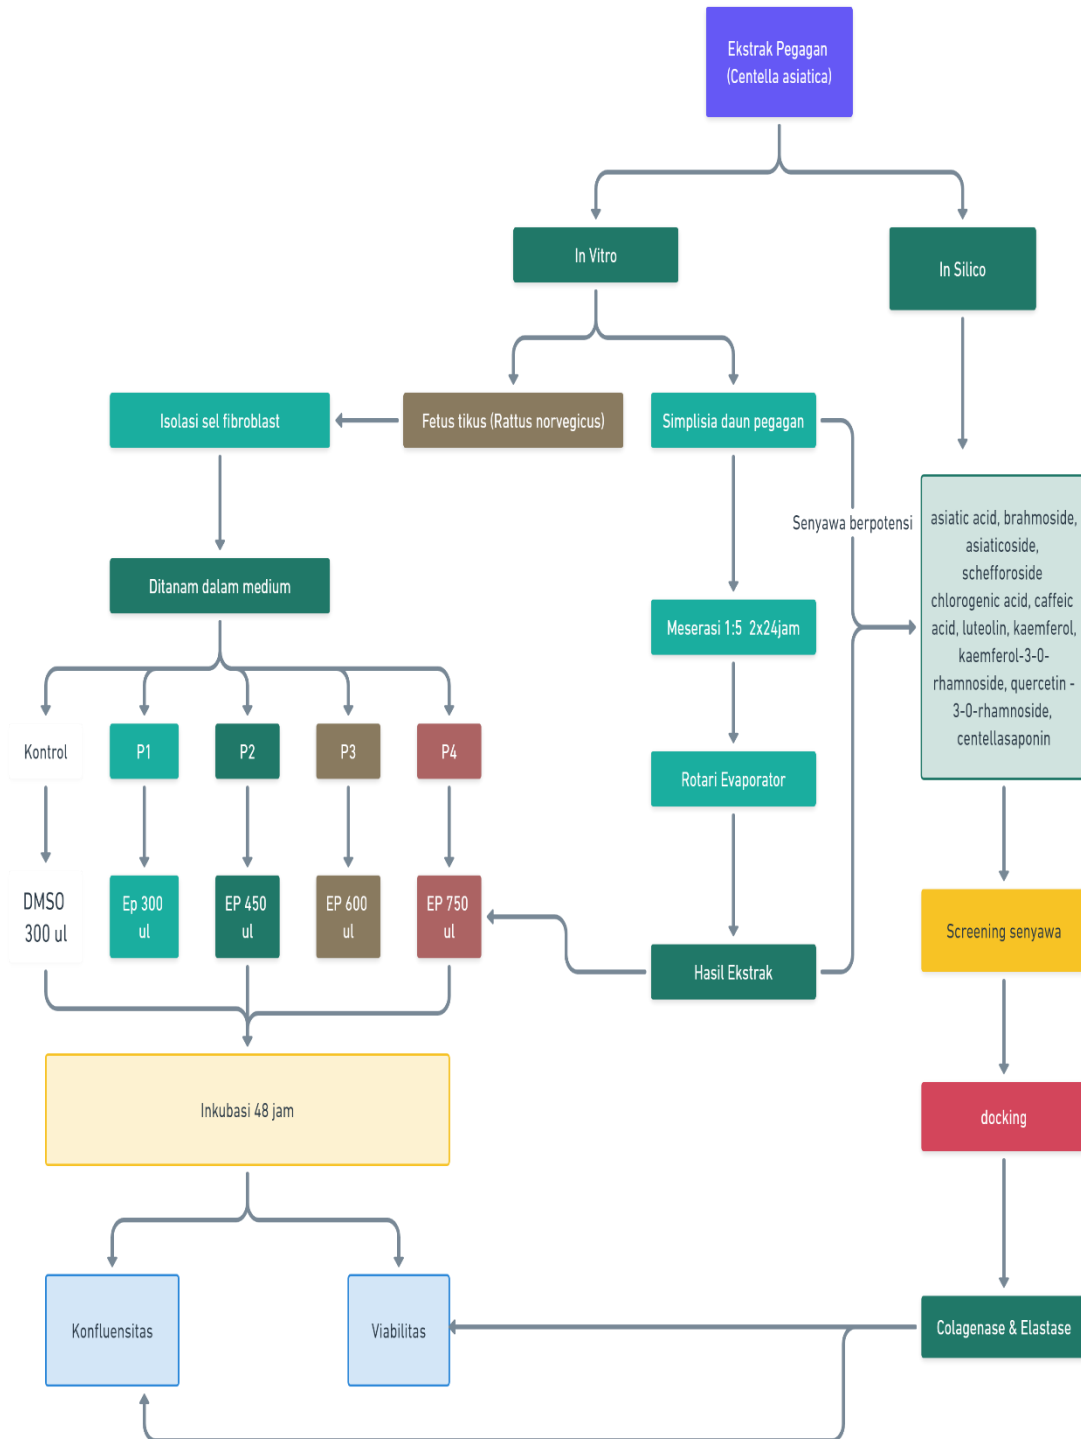 Ekstrak Pegagan
(Centella asiatica)
In Vitro
In Silico
Isolasi sel fibroblast
Fetus tikus (Rattus norvegicus)
Simplisia daun pegagan
Senyawa berpotensi
asiatic acid, brahmoside,
asiaticoside,
schefforoside
chlorogenic acid, caffeic
acid, luteolin, kaemferol,
kaemferol-3-0-
rhamnoside, quercetin -
3-0-rhamnoside,
centellasaponin
Ditanam dalam medium
Meserasi 1:5 2x24jam
Kontrol
P1
P2
P3
P4
Rotari Evaporator
DMSO
300 ul
Ep 300
ul
EP 450
ul
EP 600
ul
EP 750
ul
Hasil Ekstrak
Screening senyawa
Inkubasi 48 jam
docking
Konfluensitas
Viabilitas
Colagenase & Elastase